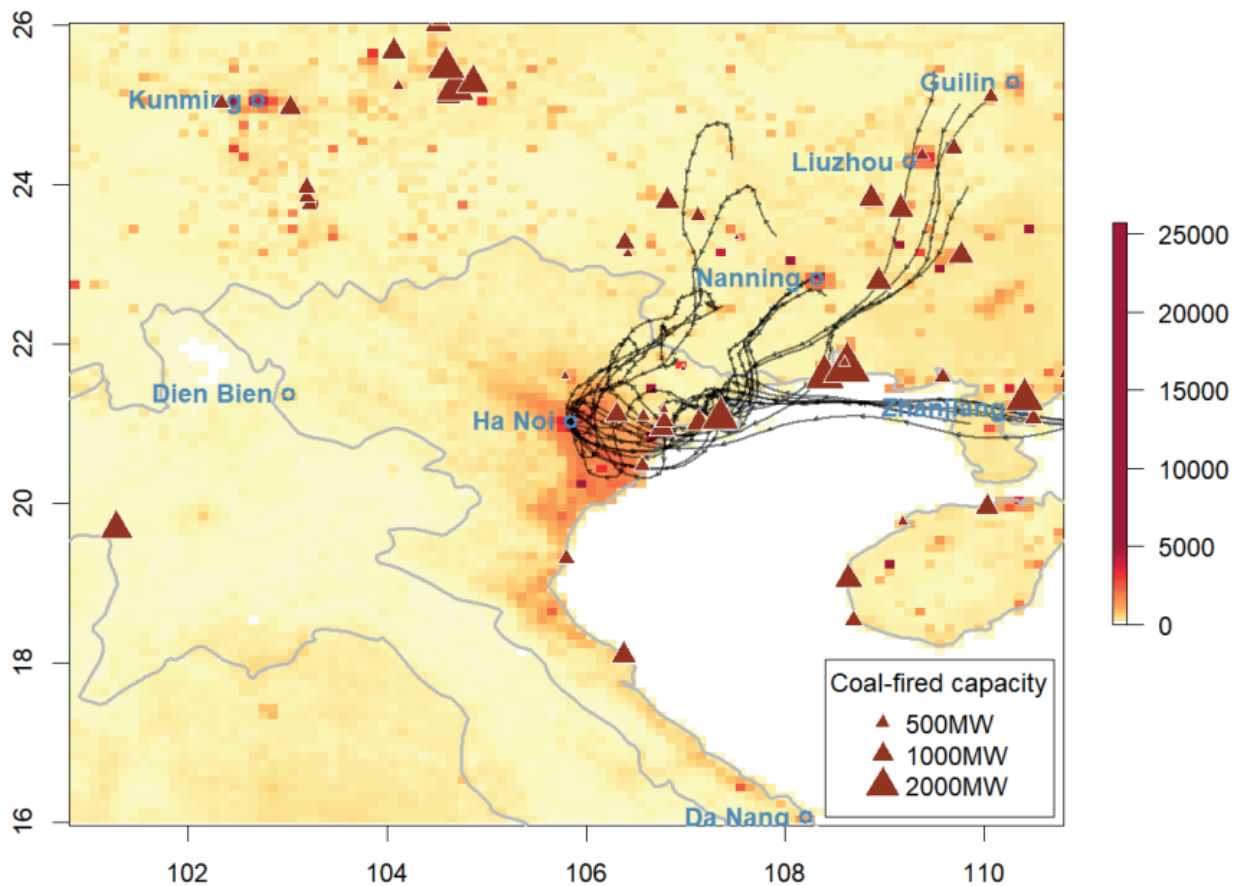 26
24
22
20
18
16
102
104
106
108
110
Kunming
Guilin
Liuzhou
Nanning
Dien Bien
Ha Noi
Zhanjiang
Da Nang
Coal-fired capacity
500MW
1000MW
2000MW
25000
20000
15000
10000
5000
0